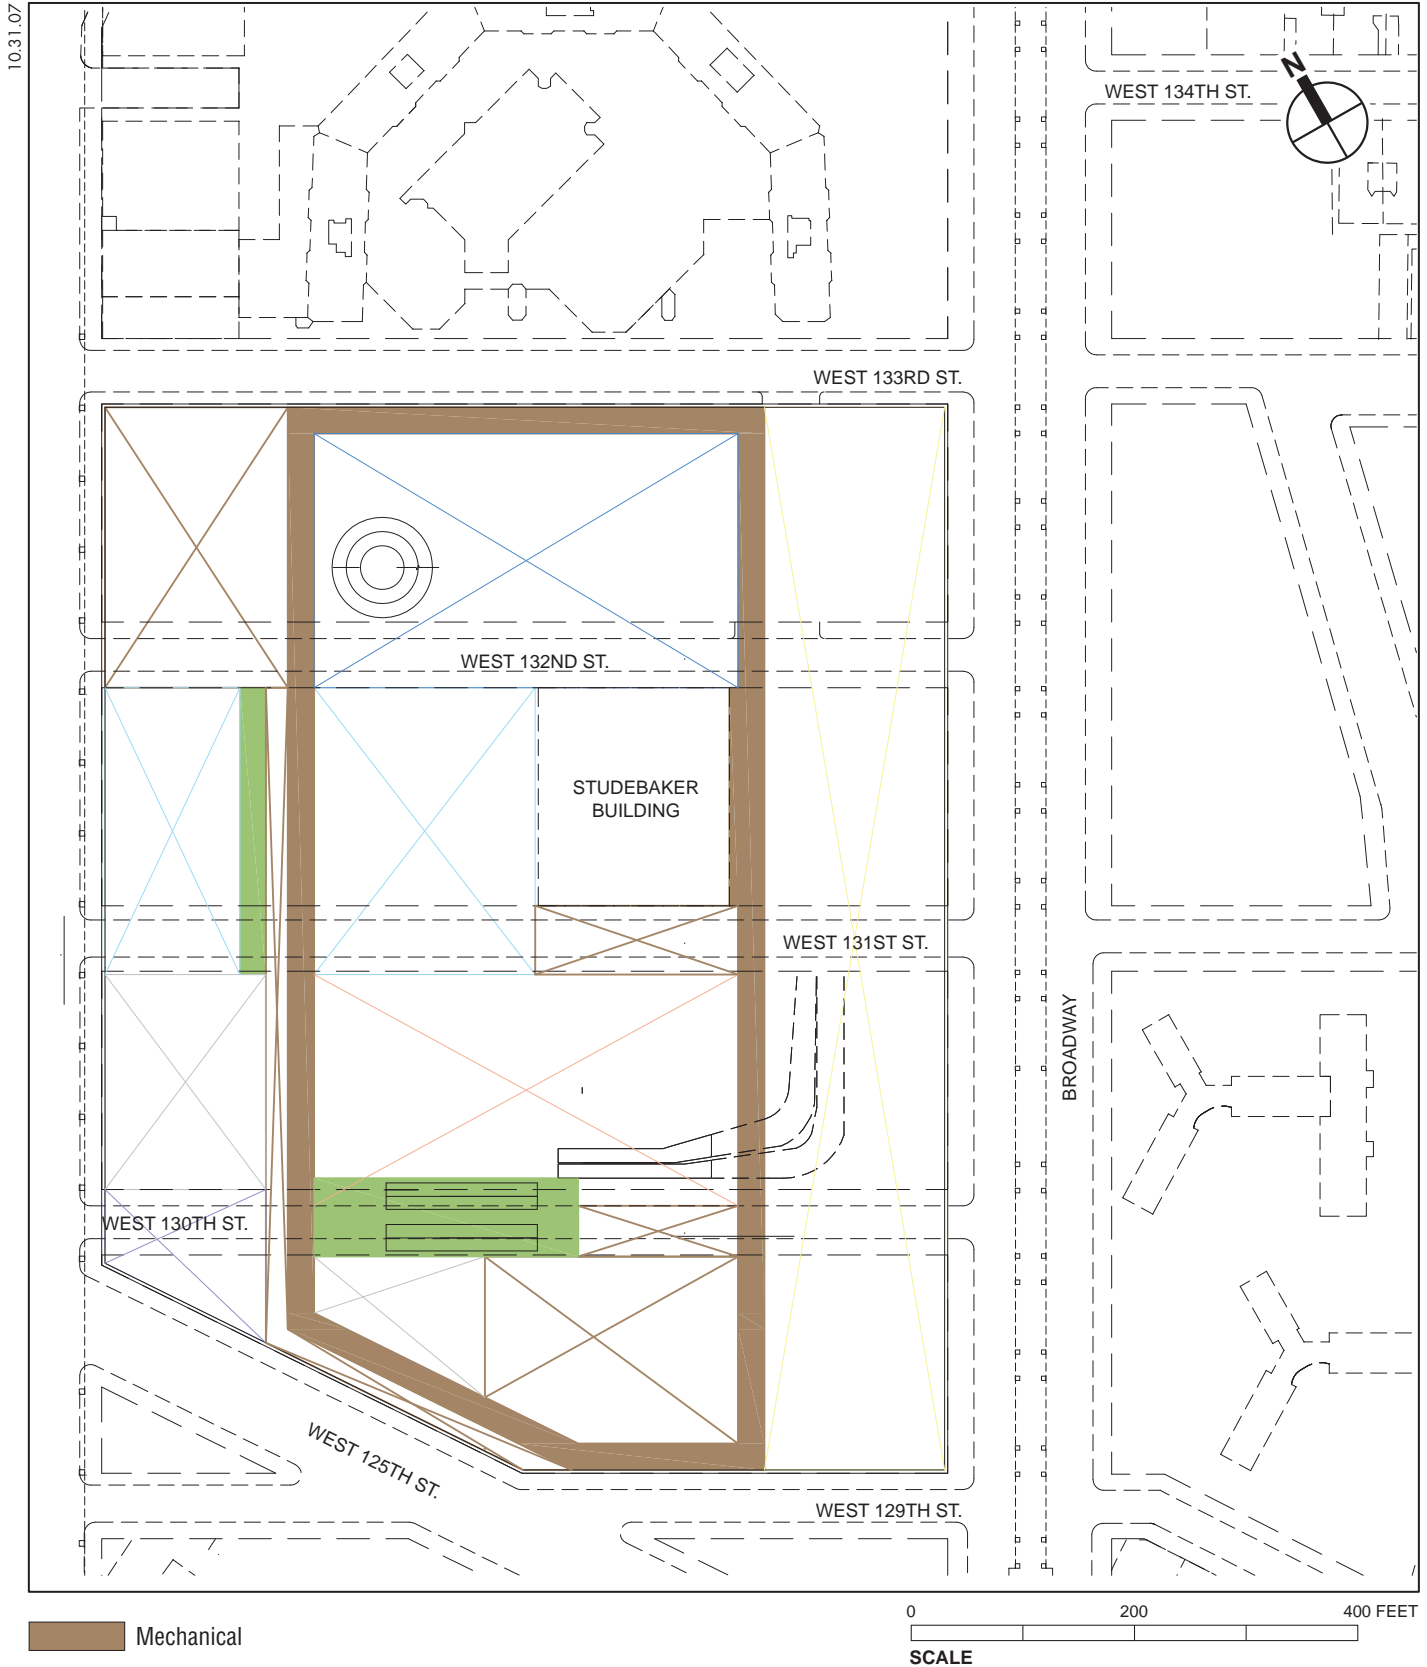 10.31.07
N
WEST 134TH ST.
WEST 133RD ST.
WEST 132ND ST.
STUDEBAKER
BUILDING
WEST 131ST ST.
BROADWAY
WEST 130TH ST.
WEST 125TH ST.
WEST 129TH ST.
Mechanical
0 200 400 FEET
SCALE